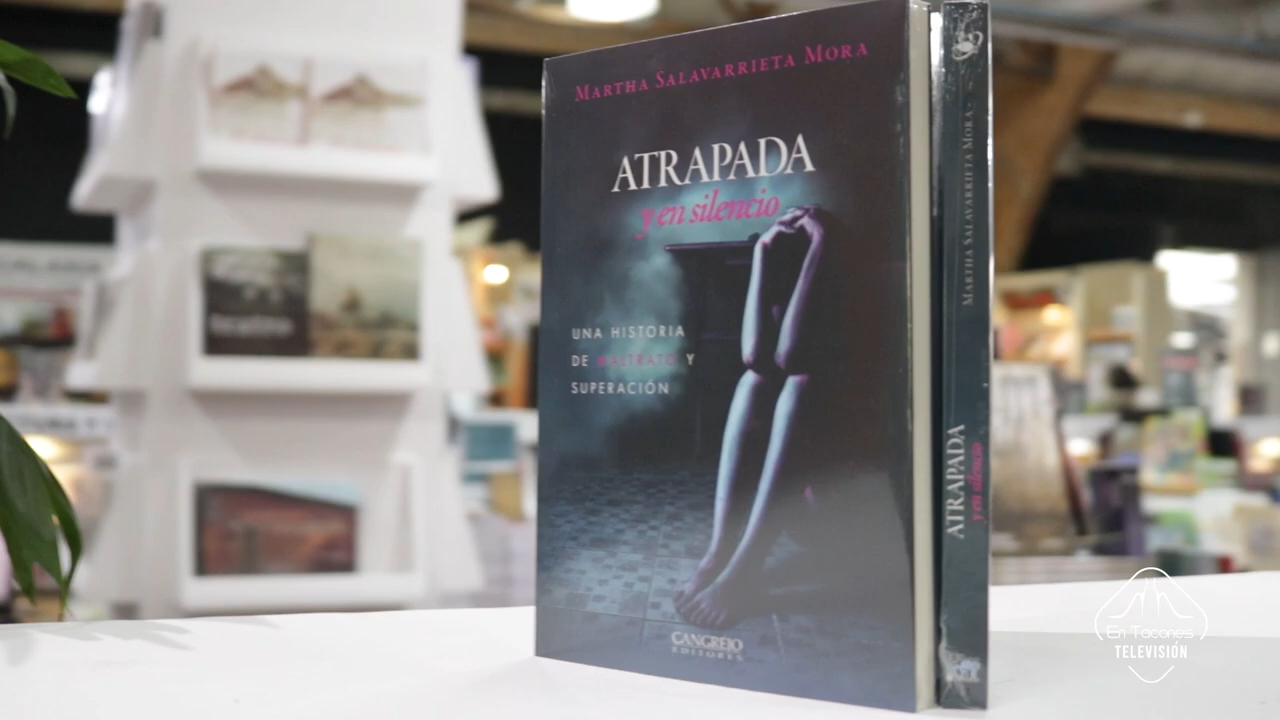 MARTHA SALAVARRIETA MORA
ATRAPADA
y en silencio
UNA HISTORIA
DE MALTRATO Y
SUPERACIÓN
CANGREJO
EDITORES
MARTHA SALAVARRIETA MORA
ATRAPADA
y en silencio
En Tacones
TELEVISIÓN